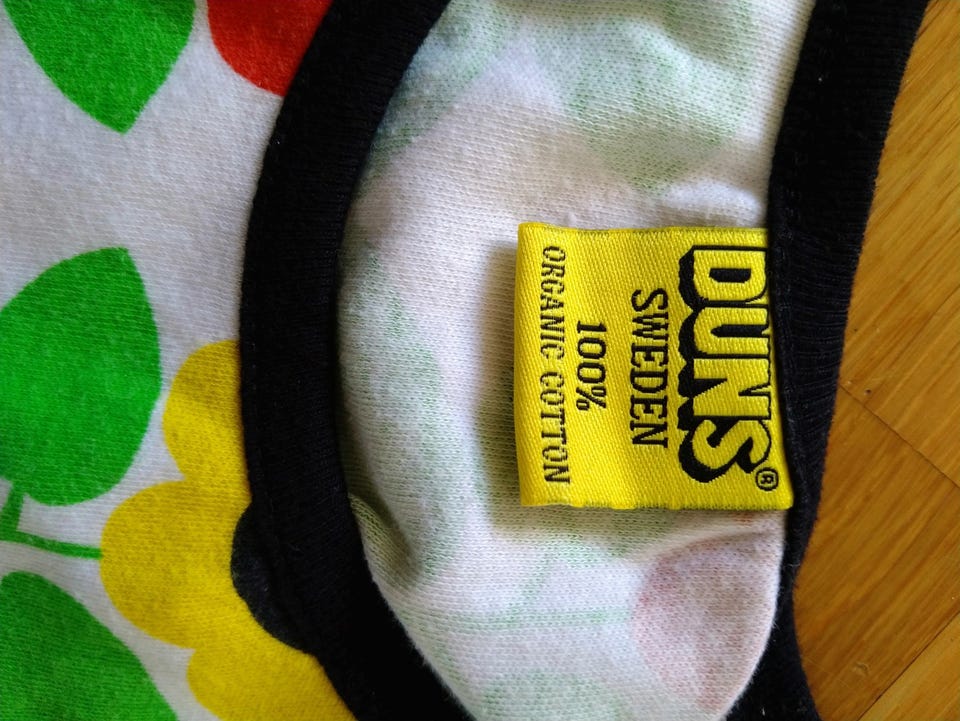 DUNS®
SWEDEN
100%
ORGANIC COTTON